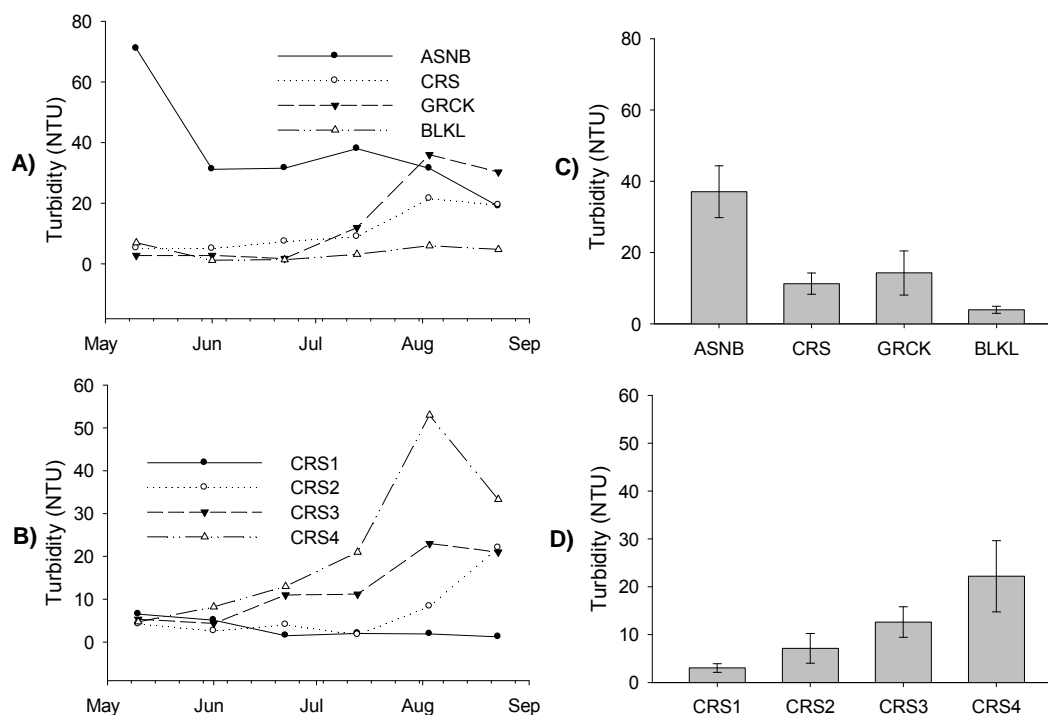 A)
Turbidity (NTU)
80
60
40
20
0
May Jun Jul Aug Sep
ASNB
CRS
GRCK
BLKL
C)
Turbidity (NTU)
80
60
40
20
0
ASNB CRS GRCK BLKL
B)
Turbidity (NTU)
60
50
40
30
20
10
0
May Jun Jul Aug Sep
CRS1
CRS2
CRS3
CRS4
D)
Turbidity (NTU)
60
50
40
30
20
10
0
CRS1 CRS2 CRS3 CRS4